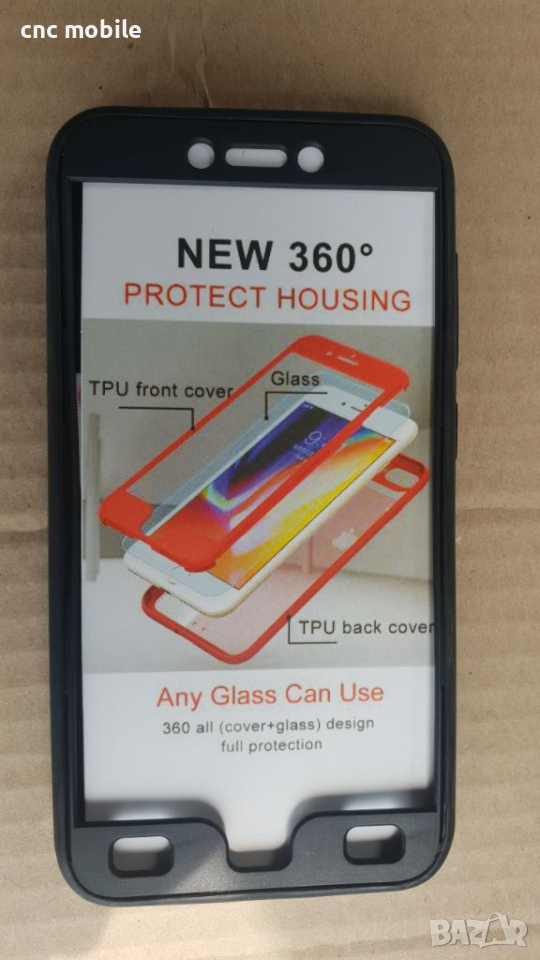 cnc mobile
NEW 360°
PROTECT HOUSING
TPU front cover
Glass
TPU back cover
Any Glass Can Use
360 all (cover+glass) design
full protection
BAZAR